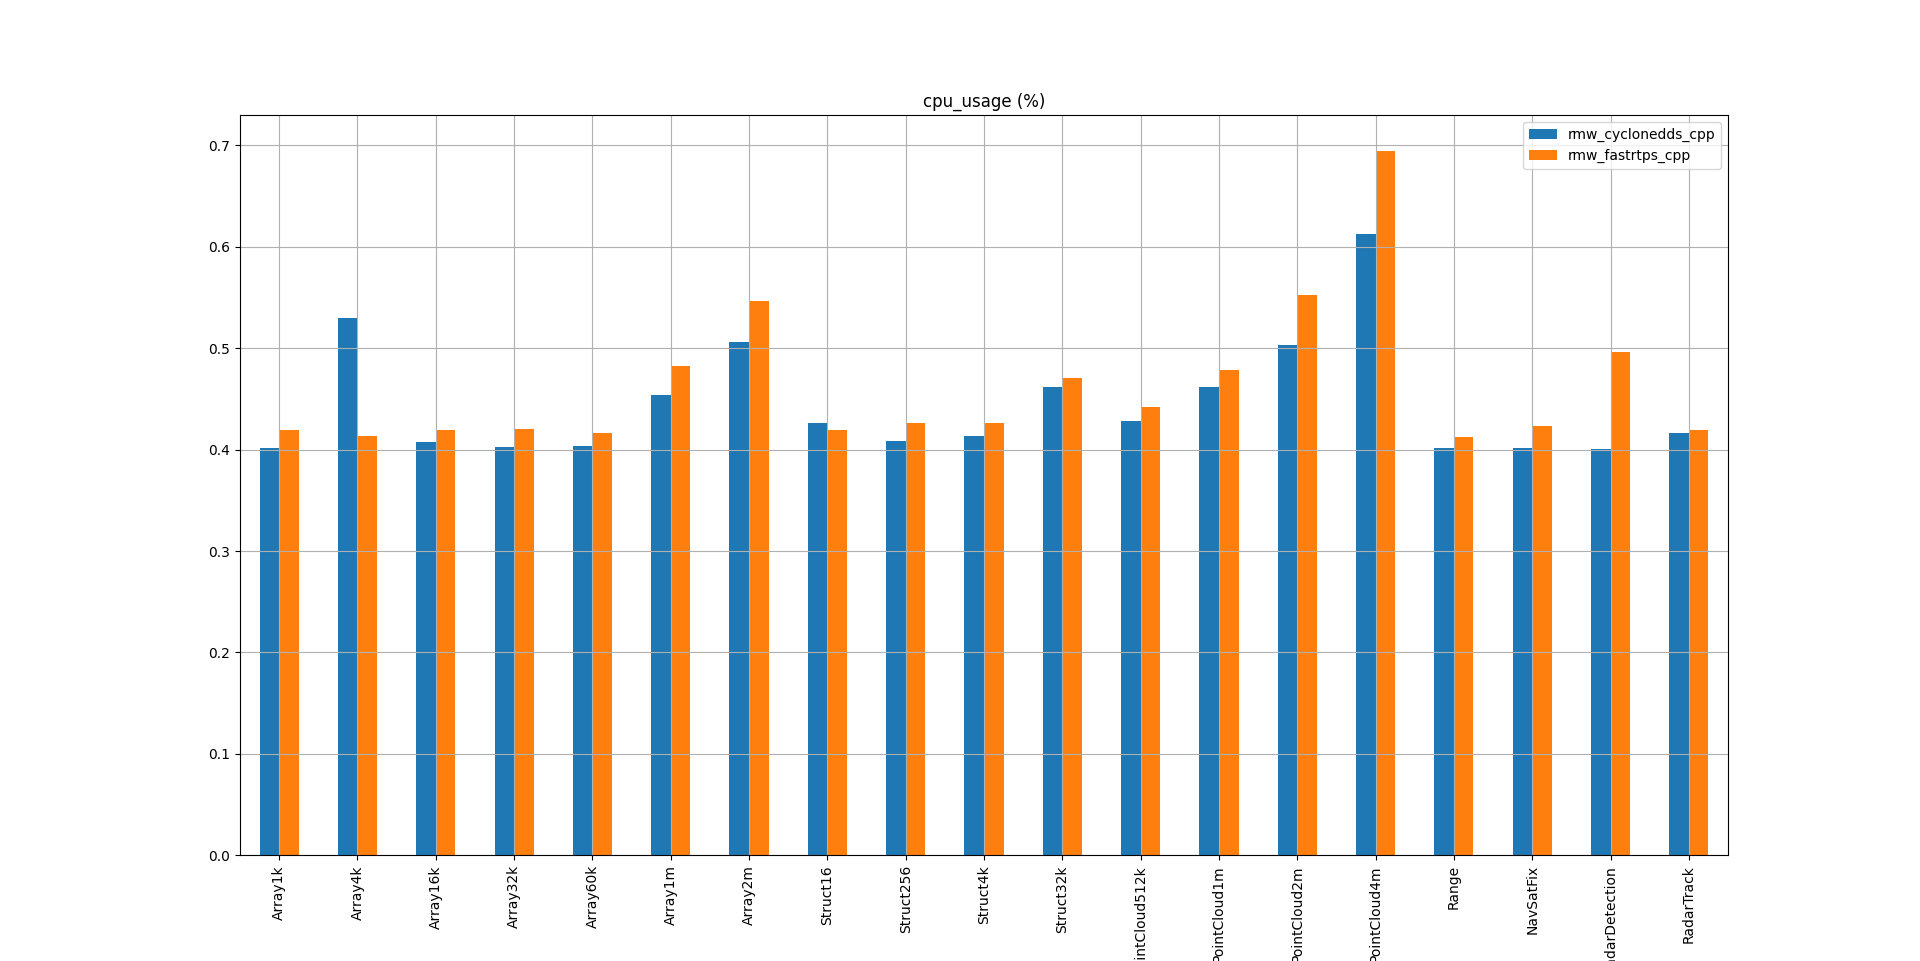 cpu_usage (%)
rmw_cyclonedds_cpp
rmw_fastrtps_cpp
0.7
0.6
0.5
0.4
0.3
0.2
0.1
0.0
Array1k
Array4k
Array16k
Array32k
Array60k
Array1m
Array2m
Struct16
Struct256
Struct4k
Struct32k
intCloud512k
PointCloud1m
PointCloud2m
PointCloud4m
Range
NavSatFix
darDetection
RadarTrack